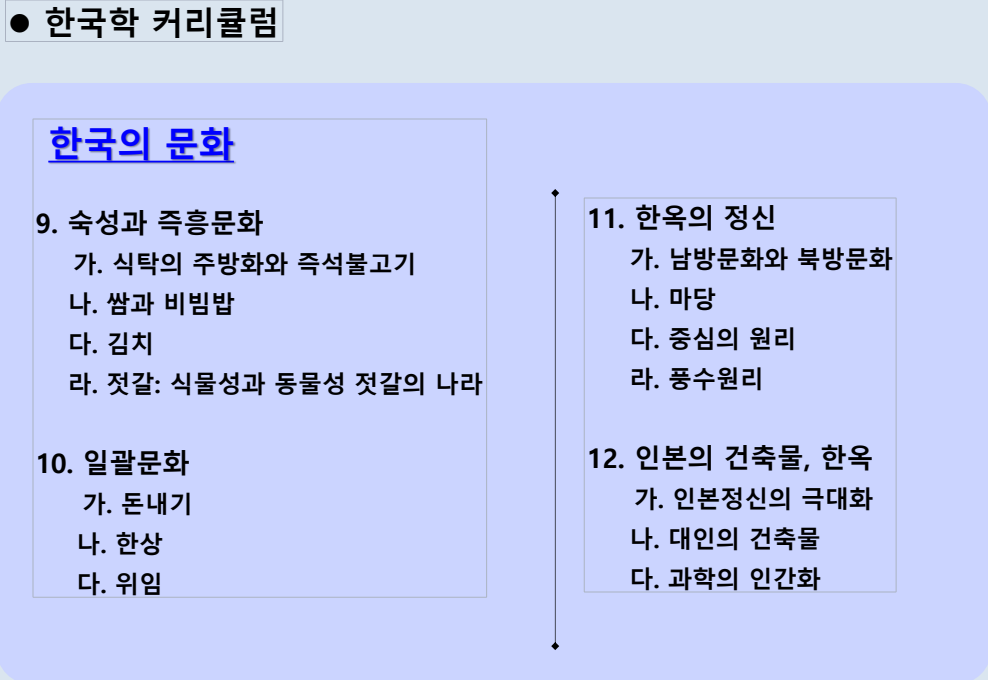 ● 한국학 커리큘럼
한국의 문화
9. 숙성과 즉흥문화
가. 식탁의 주방화와 즉석불고기
나. 쌈과 비빔밥
다. 김치
라. 젓갈: 식물성과 동물성 젓갈의 나라
10. 일괄문화
가. 돈내기
나. 한상
다. 위임
11. 한옥의 정신
가. 남방문화와 북방문화
나. 마당
다. 중심의 원리
라. 풍수원리
12. 인본의 건축물, 한옥
가. 인본정신의 극대화
나. 대인의 건축물
다. 과학의 인간화